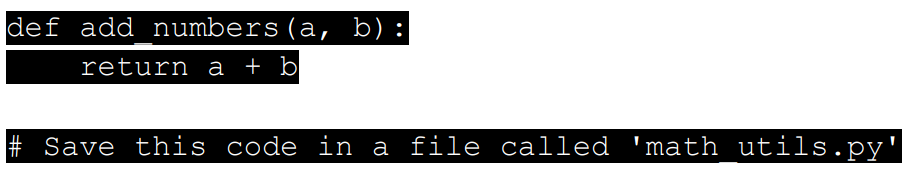 def add_numbers(a, b):
    return a + b
# Save this code in a file called 'math_utils.py'